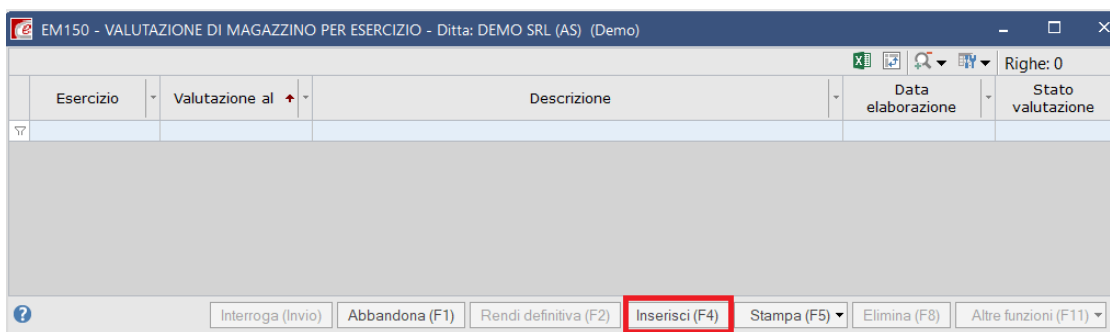 EM150 - VALUTAZIONE DI MAGAZZINO PER ESERCIZIO - Ditta: DEMO SRL (AS) (Demo)
Righe: 0
Esercizio Valutazione al Descrizione Data elaborazione Stato valutazione
Interroga (Invio) Abbandona (F1) Rendi definitiva (F2) Inserisci (F4) Stampa (F5) Elimina (F8) Altre funzioni (F11)